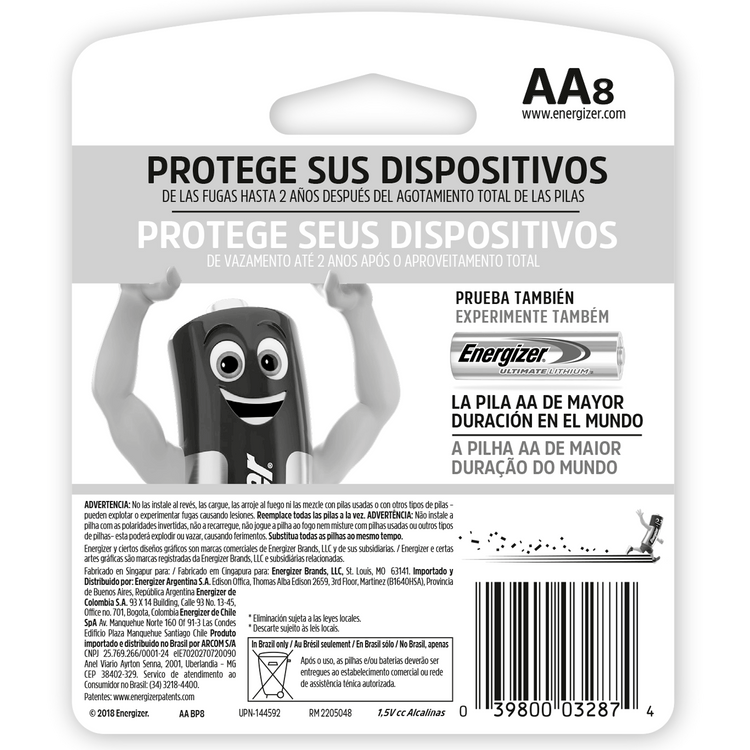 AA8
www.energizer.com
PROTEGE SUS DISPOSITIVOS
DE LAS FUGAS HASTA 2 AÑOS DESPUÉS DEL AGOTAMIENTO TOTAL DE LAS PILAS
PROTEGE SEUS DISPOSITIVOS
DE VAZAMENTO ATÉ 2 ANOS APÓS O APROVEITAMENTO TOTAL
PRUEBA TAMBIÉN
EXPERIMENTE TAMBÉM
Energizer
ULTIMATE LITHIUM
LA PILA AA DE MAYOR
DURACIÓN EN EL MUNDO
A PILHA AA DE MAIOR
DURAÇÃO DO MUNDO
ADVERTENCIA: No las instale al revés, las cargue, las arroje al fuego ni las mezcle con pilas usadas o con otros tipos de pilas –
pueden explotar o experimentar fugas causando lesiones. Reemplace todas las pilas a la vez. ADVERTÊNCIA: Não instale a
pilha com as polaridades invertidas, não a recarregue, não jogue a pilha ao fogo nem misture com pilhas usadas ou outros tipos
de pilhas– esta poderá explodir ou vazar, causando ferimentos. Substitua todas as pilhas ao mesmo tempo.
Energizer y ciertos diseños gráficos son marcas comerciales de Energizer Brands, LLC y de sus subsidiarias. / Energizer e certas
artes gráficas são marcas registradas da Energizer Brands, LLC e subsidiárias relacionadas.
Fabricado en Singapur para: / Fabricado em Cingapura para: Energizer Brands, LLC, St. Louis, MO 63141. Importado y
Distribuido por: Energizer Argentina S.A. Edison Office, Thomas Alba Edison 2659, 3rd Floor, Martinez (B1640HSA), Provincia
de Buenos Aires, República Argentina Energizer de
Colombia S.A. 93 X 14 Building, Calle 93 No. 13-45,
Office no. 701, Bogota, Colombia Energizer de Chile
SpA Av. Manquehue Norte 160 Of 91-3 Las Condes
Edificio Plaza Manquehue Santiago Chile Produto
importado e distribuido no Brasil por ARCOM S/A
CNPJ 25.769.266/0001-24 eIE7020270720090
Anel Viario Ayrton Senna, 2001, Uberlandia - MG
CEP 38402-329. Serviço de atendimento ao
Consumidor no Brasil: (34) 3218-4400.
Patentes: www.energizerpatents.com
* Eliminación sujeta a las leyes locales.
* Descarte sujeito às leis locais.
In Brazil only / Au Brésil seulement / En Brasil sólo / No Brasil, apenas
Após o uso, as pilhas e/ou baterias deverão ser
entregues ao estabelecimento comercial ou rede
de assistência ténica autorizada.
© 2018 Energizer. AA BP8 UPN-144592 RM 2205048 1,5V cc Alcalinas
0 39800 03287 4